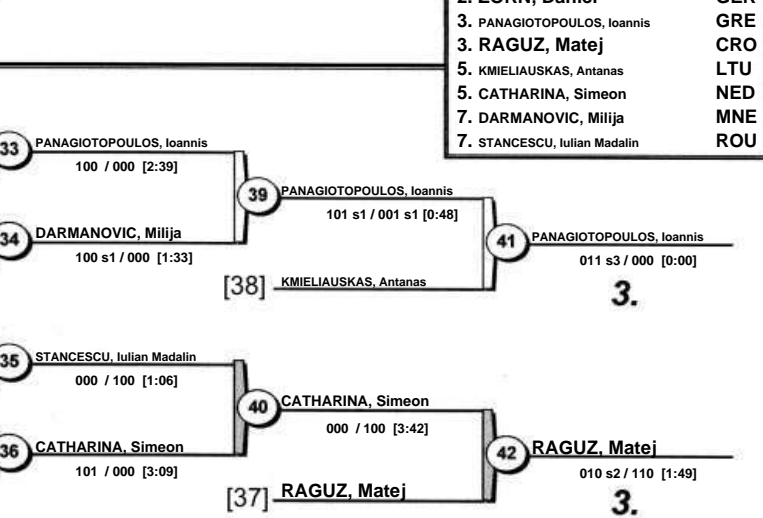 2. ZORN, Daniel GER
3. PANAGIOTOPOULOS, Ioannis GRE
3. RAGUZ, Matej CRO
5. KMIELIAUSKAS, Antanas LTU
5. CATHARINA, Simeon NED
7. DARMANOVIC, Milija MNE
7. STANCESCU, Iulian Madalin ROU
33 PANAGIOTOPOULOS, Ioannis
100 / 000 [2:39]
39 PANAGIOTOPOULOS, Ioannis
101 s1 / 001 s1 [0:48]
34 DARMANOVIC, Milija
100 s1 / 000 [1:33]
41 PANAGIOTOPOULOS, Ioannis
011 s3 / 000 [0:00]
[38] KMIELIAUSKAS, Antanas
3.
35 STANCESCU, Iulian Madalin
000 / 100 [1:06]
40 CATHARINA, Simeon
000 / 100 [3:42]
36 CATHARINA, Simeon
101 / 000 [3:09]
42 RAGUZ, Matej
010 s2 / 110 [1:49]
[37] RAGUZ, Matej
3.